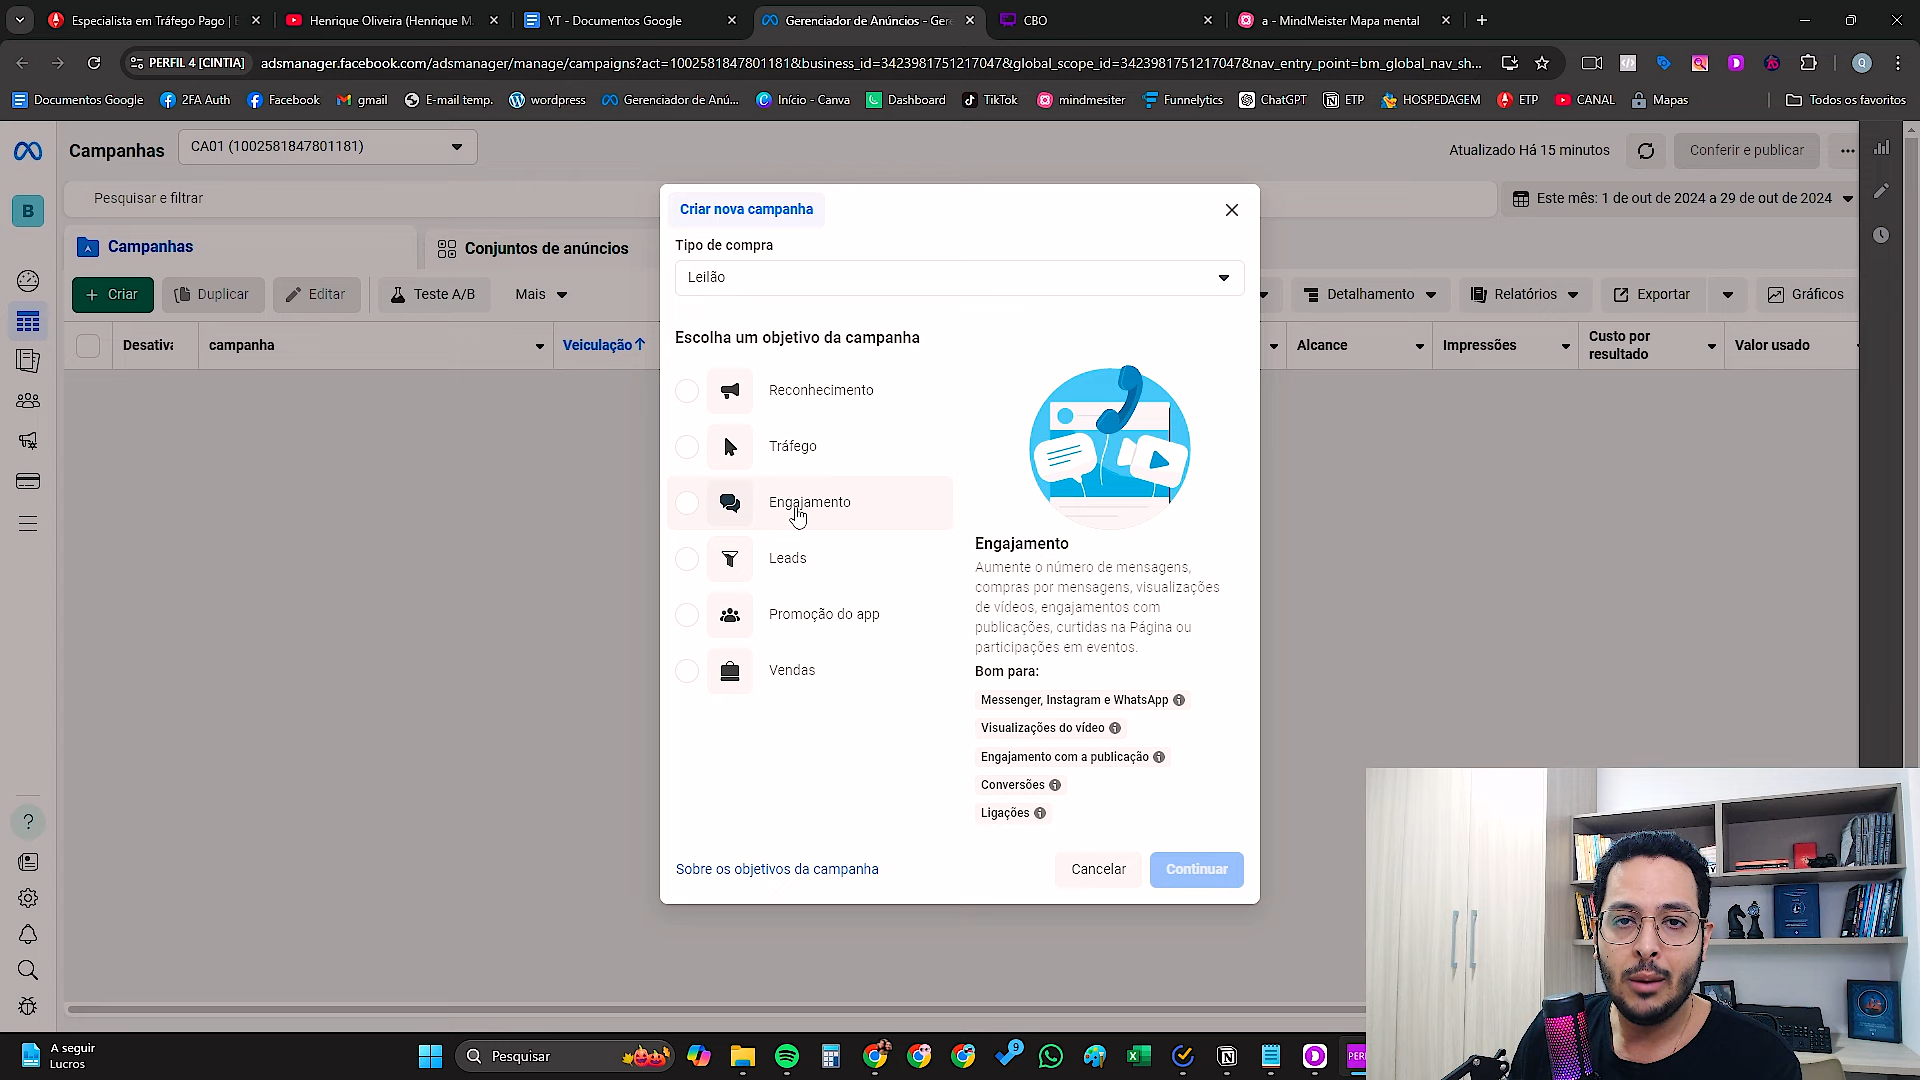 Especialista em Tráfego Pago |
Henrique Oliveira (Henrique M
YT - Documentos Google
Gerenciador de Anúncios - Ger
CBO
a - MindMeister Mapa mental
PERFIL 4 [CINTIA]
adsmanager.facebook.com/adsmanager/manage/campaigns?act=1002581847801181&business_id=3423981751217047&global_scope_id=3423981751217047&nav_entry_point=bm_global_nav_sh...
Q
Documentos Google
2FA Auth
Facebook
gmail
E-mail temp.
wordpress
Gerenciador de Anú...
Início - Canva
Dashboard
TikTok
mindmesiter
Funnelytics
ChatGPT
ETP
HOSPEDAGEM
ETP
CANAL
Mapas
Todos os favoritos
Campanhas
CA01 (1002581847801181)
Atualizado Há 15 minutos
Conferir e publicar
B
Pesquisar e filtrar
Este mês: 1 de out de 2024 a 29 de out de 2024
Campanhas
Conjuntos de anúncios
+ Criar
Duplicar
Editar
Teste A/B
Mais
Detalhamento
Relatórios
Exportar
Gráficos
Desativa
campanha
Veiculação↑
Alcance
Impressões
Custo por
resultado
Valor usado
Criar nova campanha
Tipo de compra
Leilão
Escolha um objetivo da campanha
Reconhecimento
Tráfego
Engajamento
Leads
Promoção do app
Vendas
Engajamento
Aumente o número de mensagens,
compras por mensagens, visualizações
de vídeos, engajamentos com
publicações, curtidas na Página ou
participações em eventos.
Bom para:
Messenger, Instagram e WhatsApp
Visualizações do vídeo
Engajamento com a publicação
Conversões
Ligações
Sobre os objetivos da campanha
Cancelar
Continuar
A seguir
Lucros
Pesquisar
9
PERF